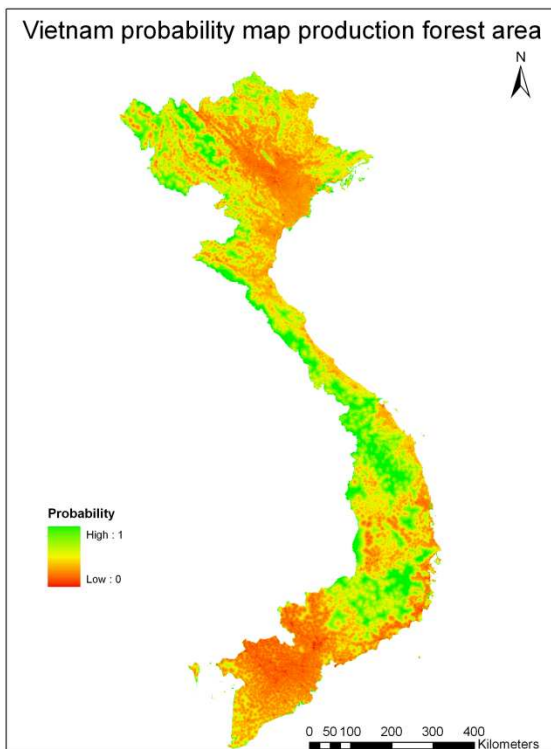 Vietnam probability map production forest area
N
Probability
High : 1
Low : 0
0 50 100 200 300 400
Kilometers